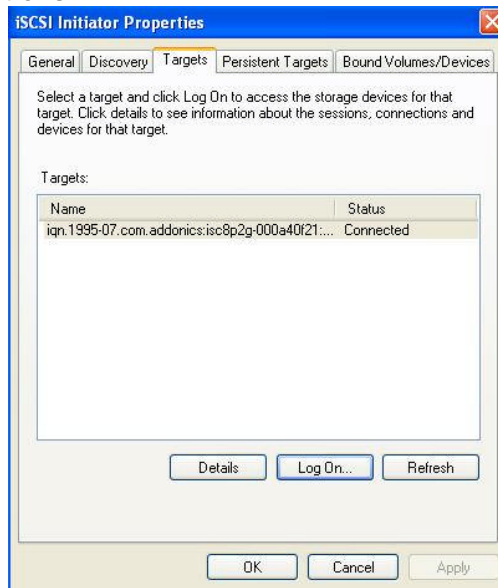 iSCSI Initiator Properties
General Discovery Targets Persistent Targets Bound Volumes/Devices
Select a target and click Log On to access the storage devices for that
target. Click details to see information about the sessions, connections and
devices for that target.
Targets:
Name Status
iqn.1995-07.com.addonics:isc8p2g-000a40f21:... Connected
Details Log On... Refresh
OK Cancel Apply